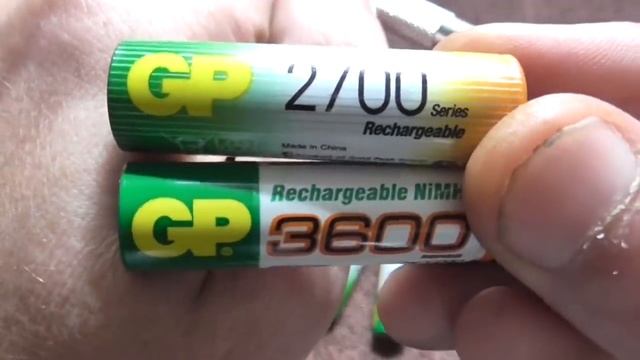 GP
2700
Series
Rechargeable
Made in China
GP
Rechargeable NiMH
3600